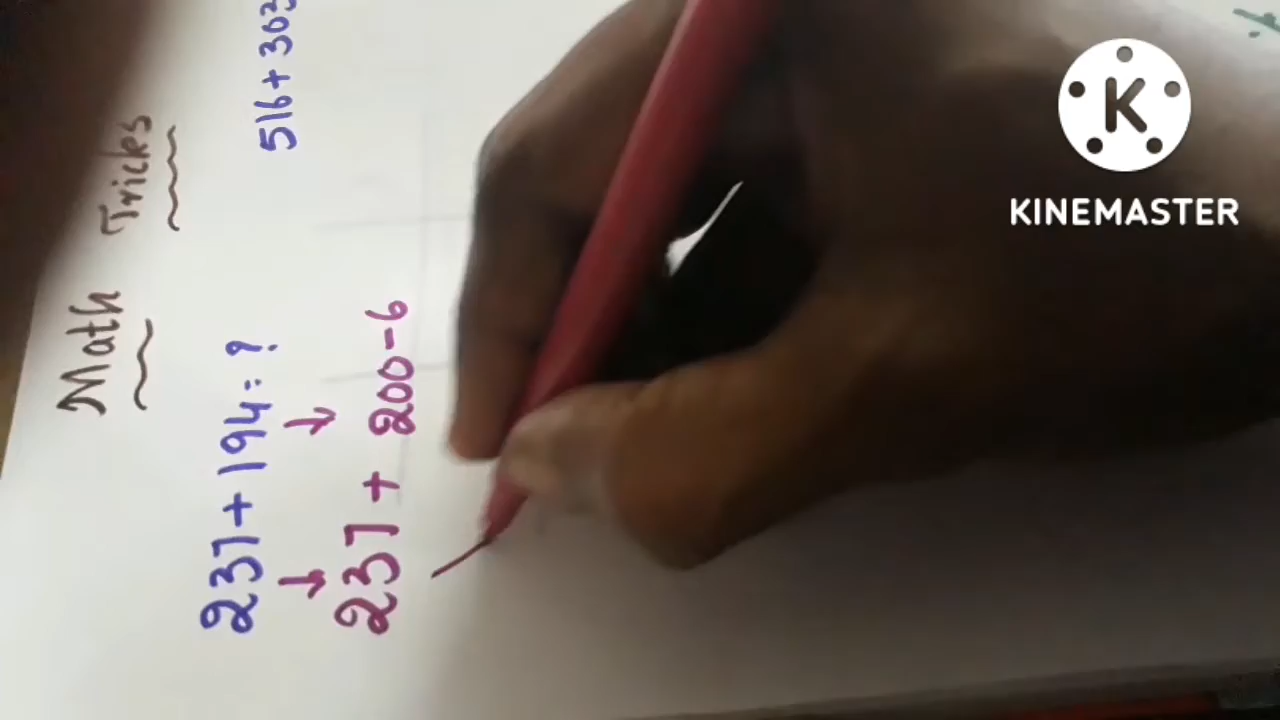 Math Tricks
237 + 194 = ?
516 + 303
↓ ↓
237 + 200 - 6
K
KINEMASTER